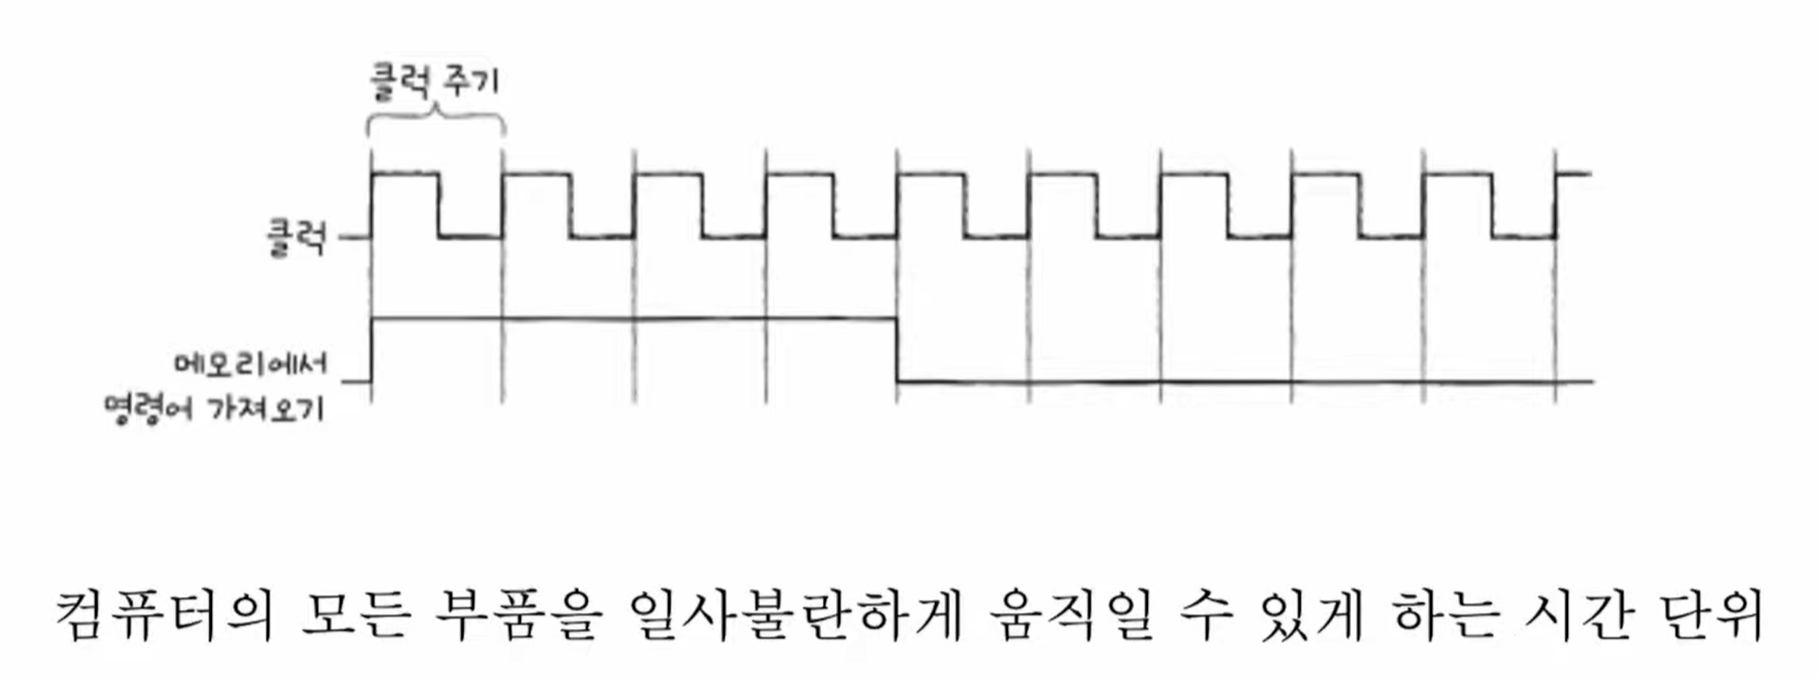 클럭 주기
클럭
메모리에서
명령어 가져오기
컴퓨터의 모든 부품을 일사불란하게 움직일 수 있게 하는 시간 단위